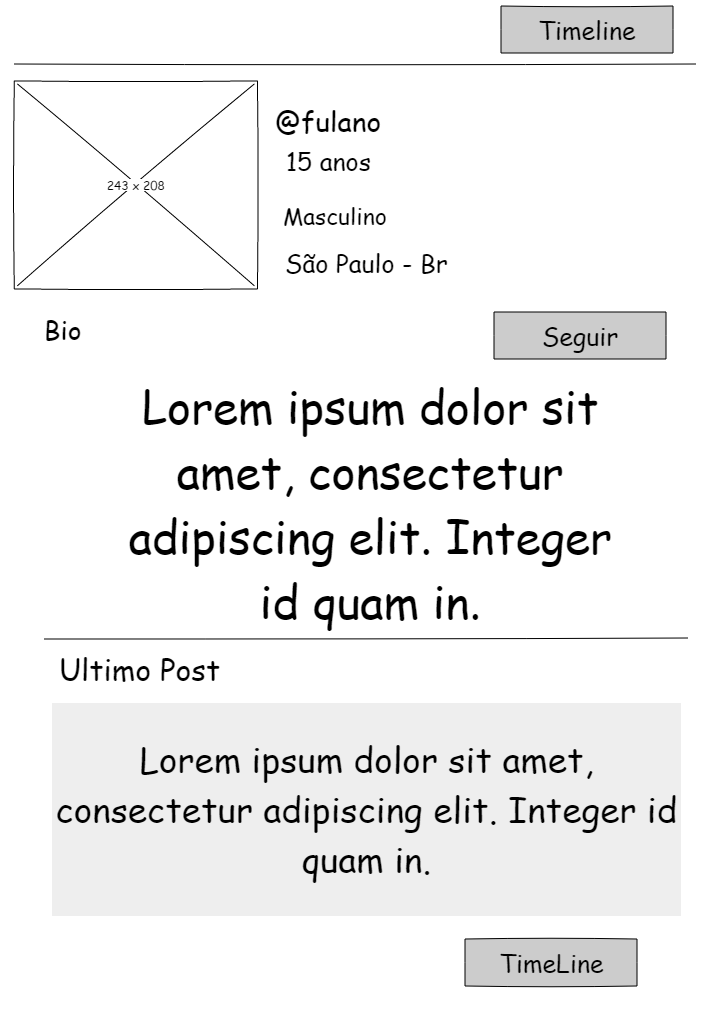 Timeline
243 x 208
@fulano
15 anos
Masculino
São Paulo - Br
Bio
Seguir
Lorem ipsum dolor sit
amet, consectetur
adipiscing elit. Integer
id quam in.
Ultimo Post
Lorem ipsum dolor sit amet,
consectetur adipiscing elit. Integer id
quam in.
TimeLine